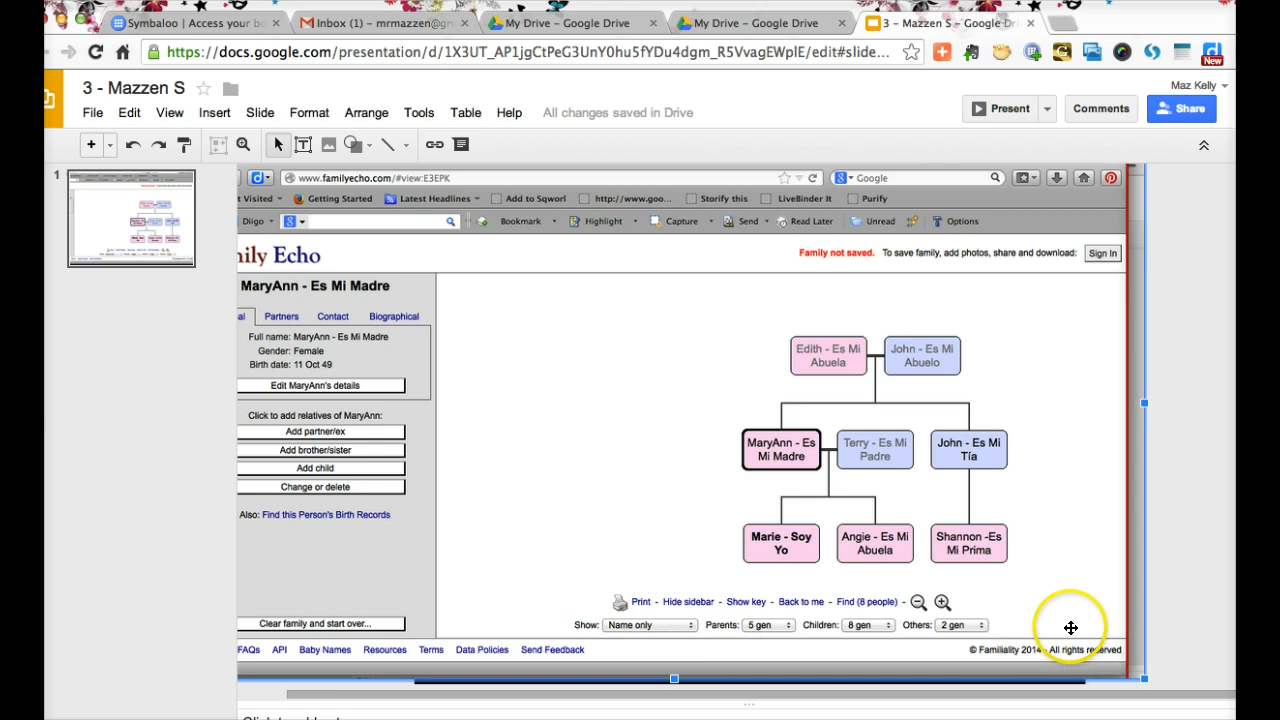 Symbaloo | Access your bo
Inbox (1) – mrmazzen@gm
My Drive – Google Drive
My Drive – Google Drive
3 – Mazzen S – Google Dri
https://docs.google.com/presentation/d/1X3UT_AP1jgCtPeG3UnY0hu5fYDu4dgm_R5VvagEWplE/edit#slide...
New
3 - Mazzen S
Maz Kelly
File Edit View Insert Slide Format Arrange Tools Table Help All changes saved in Drive
Present
Comments
Share
1
www.familyecho.com/#view:E3EPK
Google
t Visited
Getting Started
Latest Headlines
Add to Sqworl
http://www.goo...
Storify this
LiveBinder It
Purify
Diigo
Bookmark
Highlight
Capture
Send
Read Later
Unread
Options
nily Echo
Family not saved. To save family, add photos, share and download: Sign In
MaryAnn - Es Mi Madre
al Partners Contact Biographical
Full name: MaryAnn - Es Mi Madre
Gender: Female
Birth date: 11 Oct 49
Edit MaryAnn's details
Click to add relatives of MaryAnn:
Add partner/ex
Add brother/sister
Add child
Change or delete
Also: Find this Person's Birth Records
Clear family and start over...
Edith - Es Mi
Abuela
John - Es Mi
Abuelo
MaryAnn - Es
Mi Madre
Terry - Es Mi
Padre
John - Es Mi
Tía
Marie - Soy
Yo
Angie - Es Mi
Abuela
Shannon -Es
Mi Prima
Print - Hide sidebar - Show key - Back to me - Find (8 people) -
Show: Name only Parents: 5 gen Children: 8 gen Others: 2 gen
FAQs API Baby Names Resources Terms Data Policies Send Feedback
© Familiality 2014 - All rights reserved